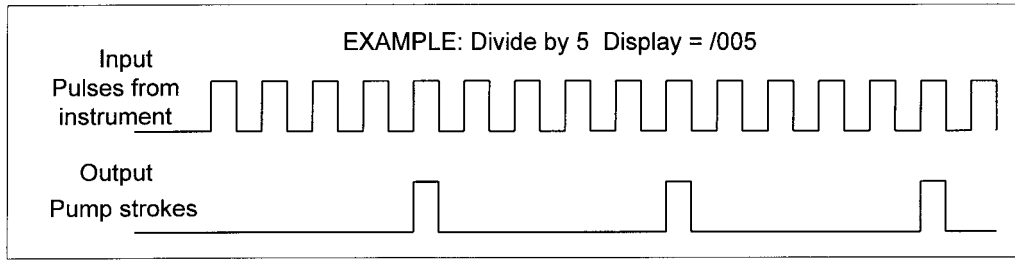 EXAMPLE: Divide by 5 Display = /005
Input
Pulses from
instrument
Output
Pump strokes